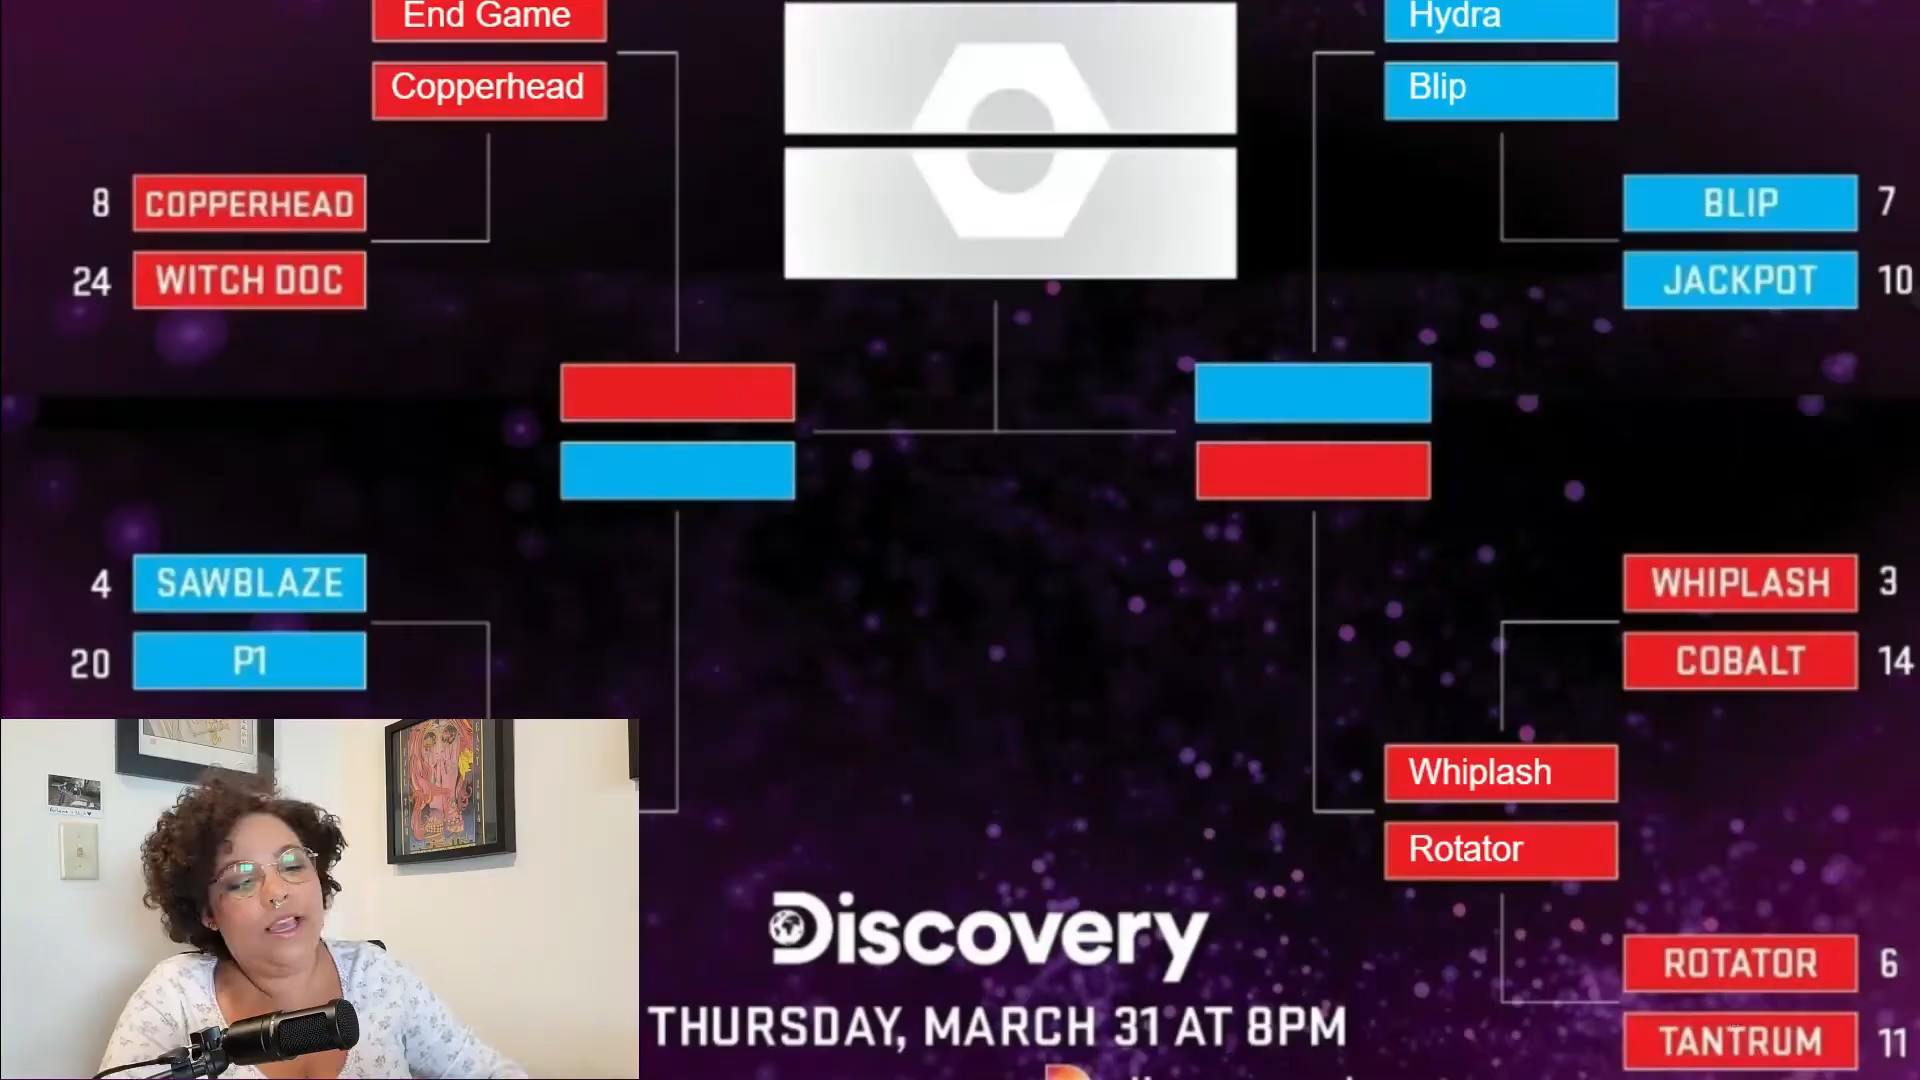 End Game
Copperhead
8 COPPERHEAD
24 WITCH DOC
4 SAWBLAZE
20 P1
Hydra
Blip
BLIP 7
JACKPOT 10
WHIPLASH 3
COBALT 14
Whiplash
Rotator
ROTATOR 6
TANTRUM 11
Discovery
THURSDAY, MARCH 31 AT 8PM